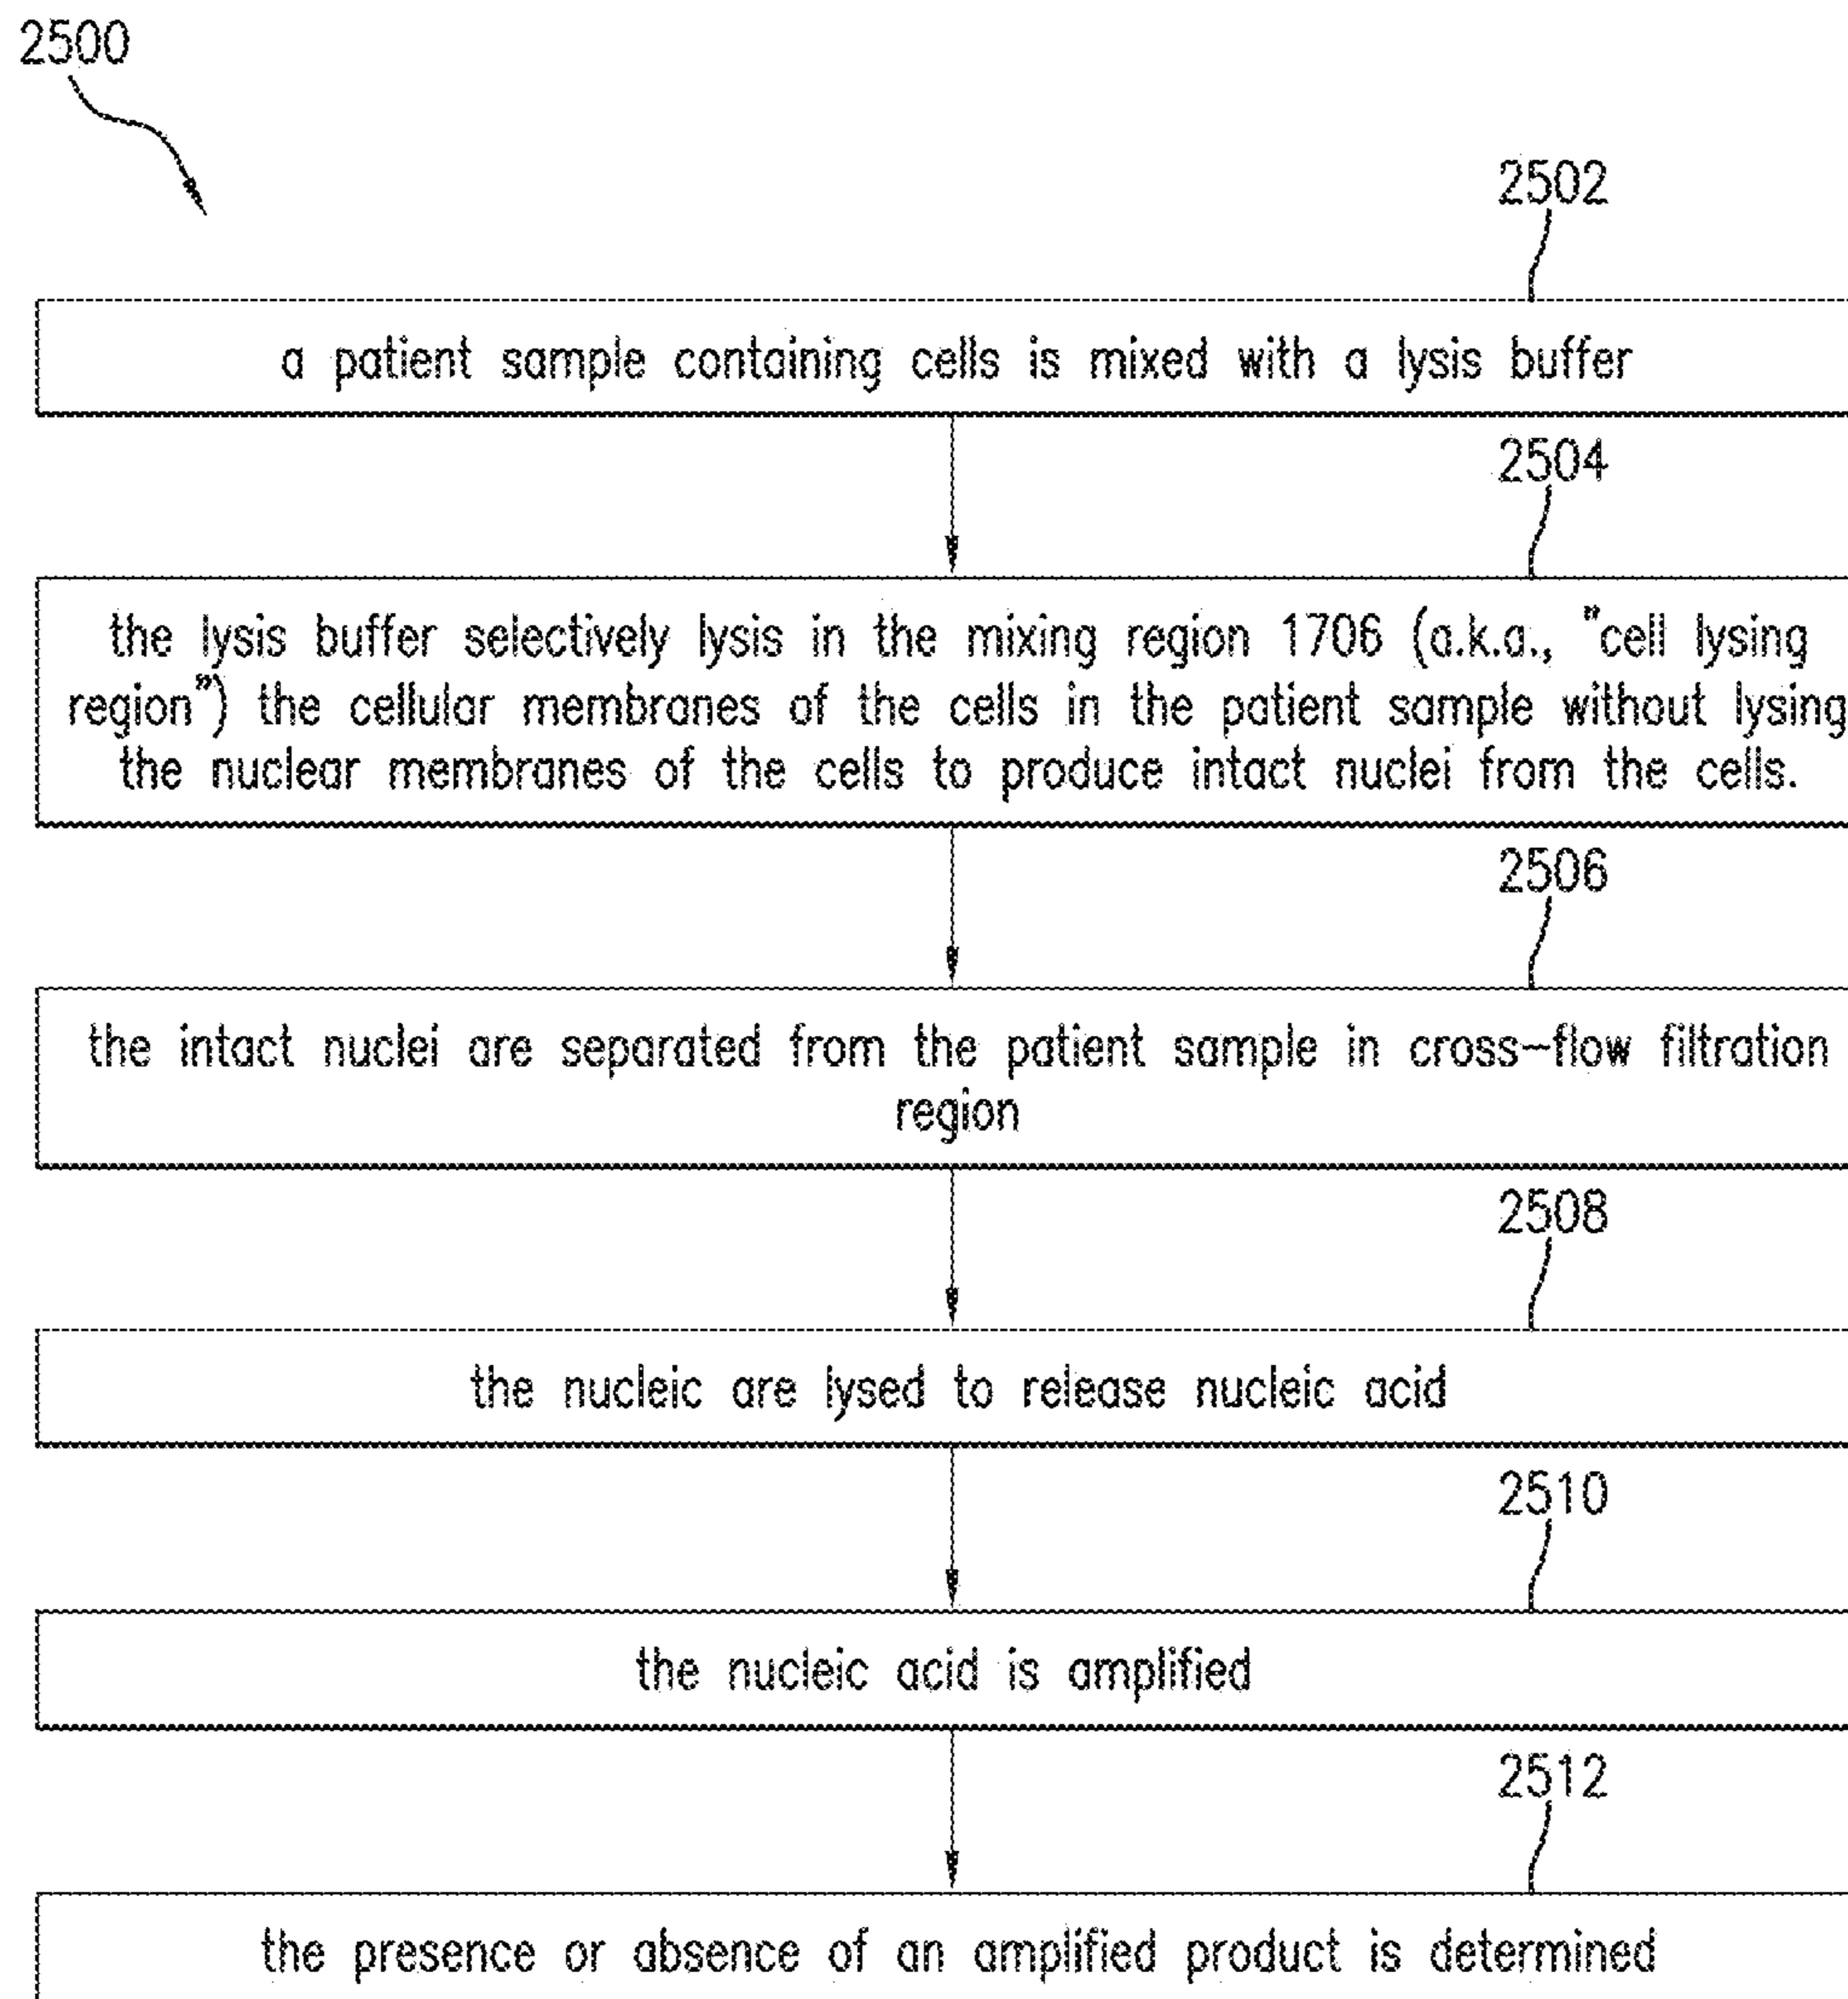 2500
2502
a patient sample containing cells is mixed with a lysis buffer
2504
the lysis buffer selectively lysis in the mixing region 1706 (a.k.a., "cell lysing
region") the cellular membranes of the cells in the patient sample without lysing
the nuclear membranes of the cells to produce intact nuclei from the cells.
2506
the intact nuclei are separated from the patient sample in cross-flow filtration
region
2508
the nucleic are lysed to release nucleic acid
2510
the nucleic acid is amplified
2512
the presence or absence of an amplified product is determined